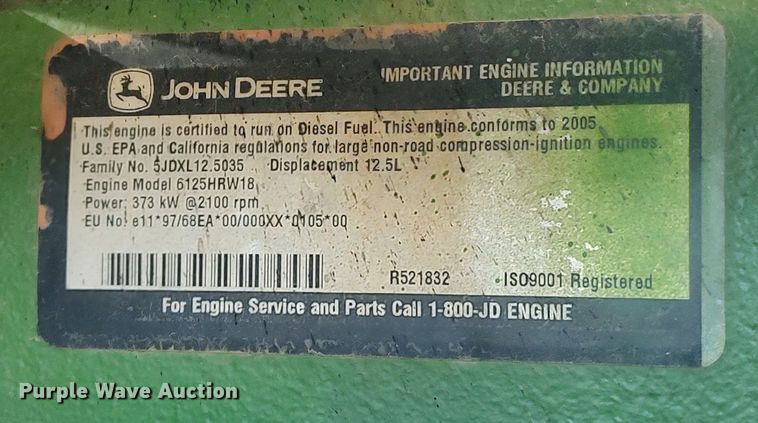 JOHN DEERE
IMPORTANT ENGINE INFORMATION
DEERE & COMPANY
This engine is certified to run on Diesel Fuel. This engine conforms to 2005
U.S. EPA and California regulations for large non-road compression-ignition engines.
Family No. 5JDXL12.5035 Displacement 12.5L
Engine Model 6125HRW18
Power: 373 kW @2100 rpm
EU No: e11*97/68EA*00/000XX*0105*00
R521832 ISO9001 Registered
For Engine Service and Parts Call 1-800-JD ENGINE
Purple Wave Auction